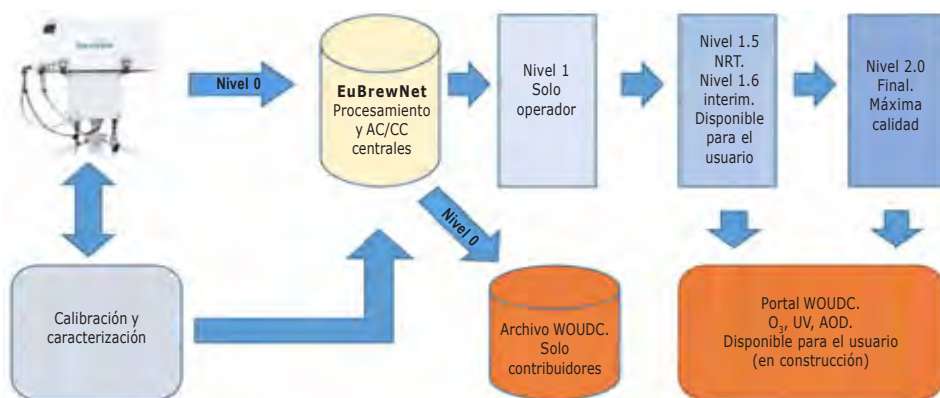 Nivel 0
EuBrewNet
Procesamiento
y AC/CC
centrales
Nivel 1
Solo
operador
Nivel 1.5
NRT.
Nivel 1.6
interim.
Disponible
para el
usuario
Nivel 2.0
Final.
Máxima
calidad
Nivel 0
Calibración y
caracterización
Archivo WOUDC.
Solo
contribuidores
Portal WOUDC.
O₃, UV, AOD.
Disponible para el usuario
(en construcción)